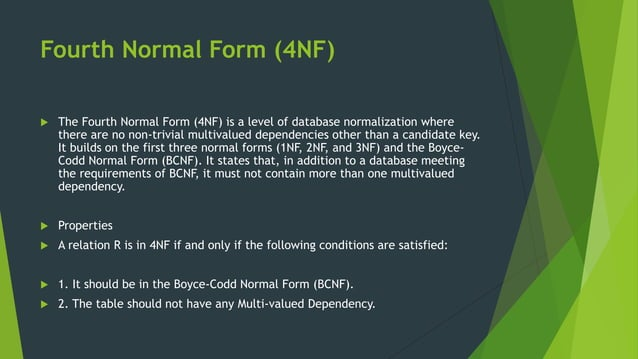 Fourth Normal Form (4NF)
The Fourth Normal Form (4NF) is a level of database normalization where
there are no non-trivial multivalued dependencies other than a candidate key.
It builds on the first three normal forms (1NF, 2NF, and 3NF) and the Boyce-
Codd Normal Form (BCNF). It states that, in addition to a database meeting
the requirements of BCNF, it must not contain more than one multivalued
dependency.
Properties
A relation R is in 4NF if and only if the following conditions are satisfied:
1. It should be in the Boyce-Codd Normal Form (BCNF).
2. The table should not have any Multi-valued Dependency.